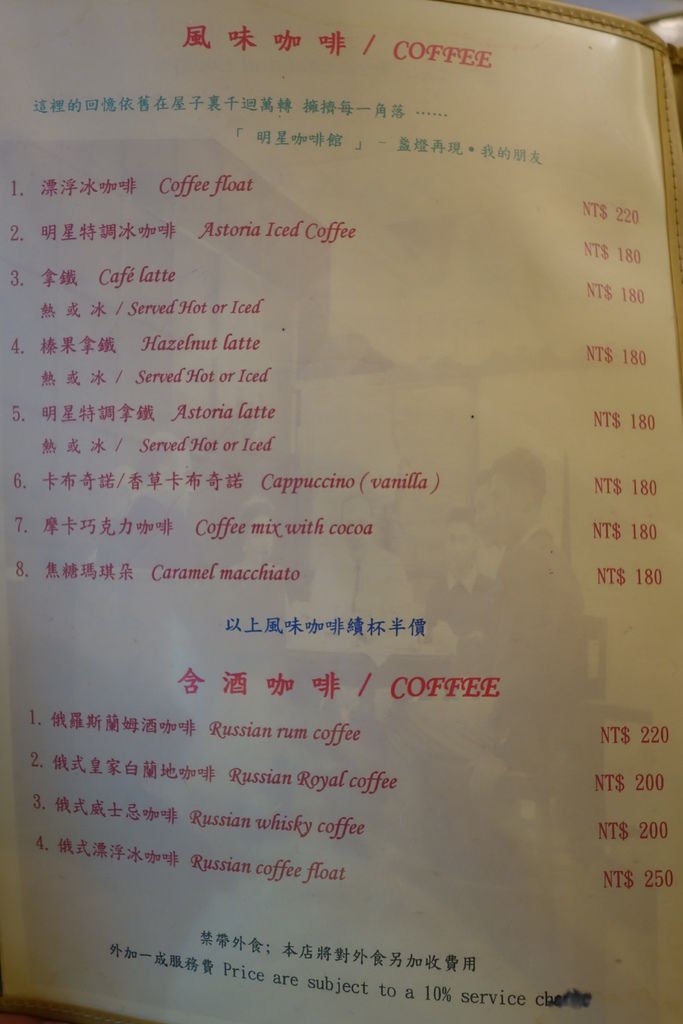 風味咖啡 / COFFEE
這裡的回憶依舊在屋子裏千迴萬轉 擁擠每一角落 ……
「 明星咖啡館 」 - 盞燈再現•我的朋友
1. 漂浮冰咖啡 Coffee float NT$ 220
2. 明星特調冰咖啡 Astoria Iced Coffee NT$ 180
3. 拿鐵 Café latte NT$ 180
熱 或 冰 / Served Hot or Iced
4. 榛果拿鐵 Hazelnut latte NT$ 180
熱 或 冰 / Served Hot or Iced
5. 明星特調拿鐵 Astoria latte NT$ 180
熱 或 冰 / Served Hot or Iced
6. 卡布奇諾/香草卡布奇諾 Cappuccino ( vanilla ) NT$ 180
7. 摩卡巧克力咖啡 Coffee mix with cocoa NT$ 180
8. 焦糖瑪琪朵 Caramel macchiato NT$ 180
以上風味咖啡續杯半價
含酒咖啡 / COFFEE
1. 俄羅斯蘭姆酒咖啡 Russian rum coffee NT$ 220
2. 俄式皇家白蘭地咖啡 Russian Royal coffee NT$ 200
3. 俄式威士忌咖啡 Russian whisky coffee NT$ 200
4. 俄式漂浮冰咖啡 Russian coffee float NT$ 250
禁帶外食; 本店將對外食另加收費用
外加一成服務費 Price are subject to a 10% service charge